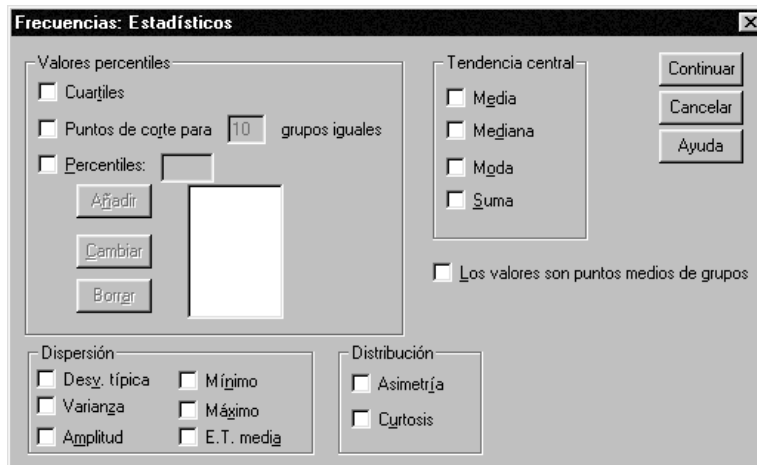 Frecuencias: Estadísticos
Valores percentiles
Cuartiles
Puntos de corte para 10 grupos iguales
Percentiles:
Añadir
Cambiar
Borrar
Tendencia central
Media
Mediana
Moda
Suma
Continuar
Cancelar
Ayuda
Los valores son puntos medios de grupos
Dispersión
Desv. típica
Mínimo
Varianza
Máximo
Amplitud
E.T. media
Distribución
Asimetría
Curtosis